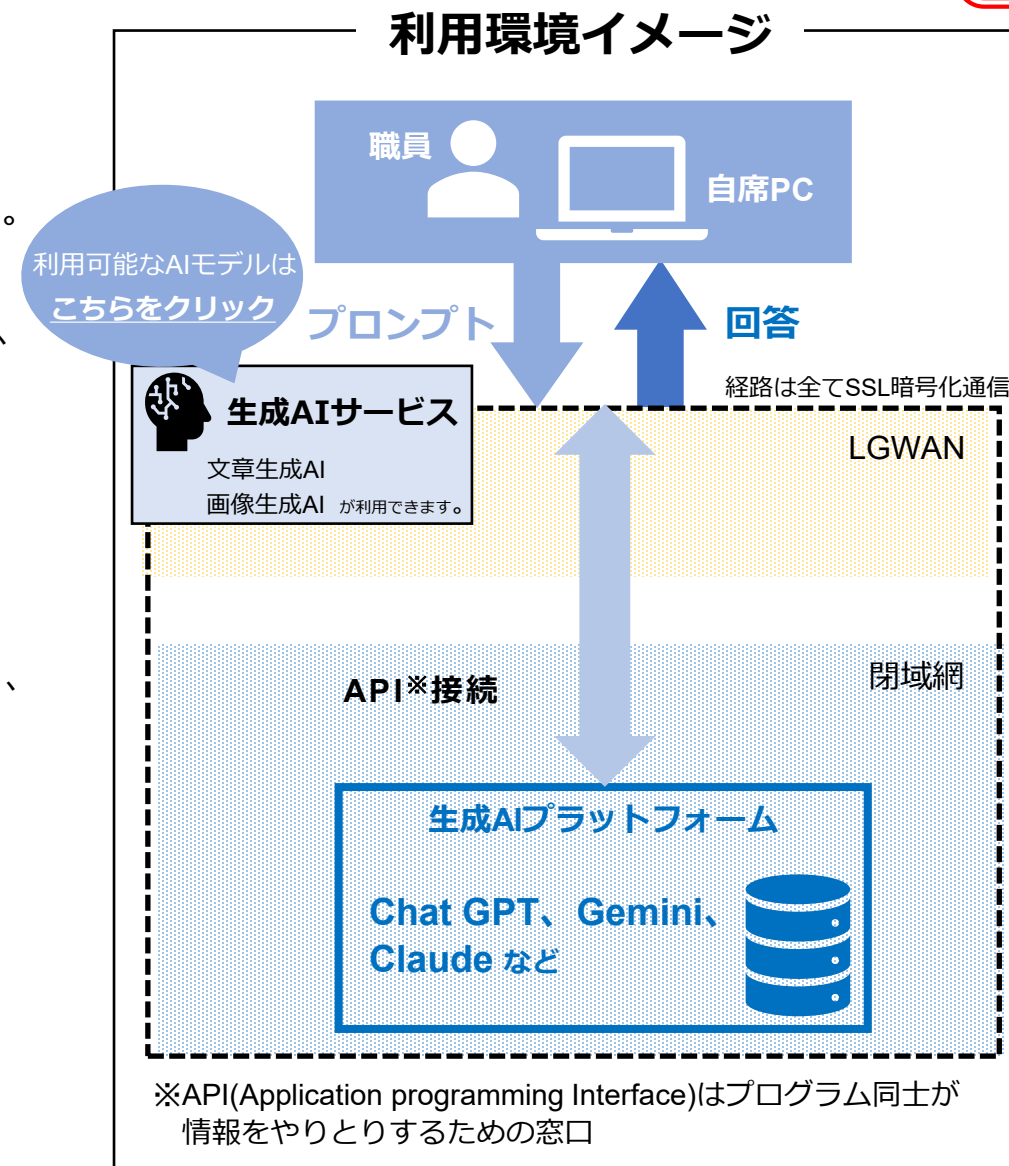 利用環境イメージ
職員
自席PC
。
利用可能なAIモデルは
こちらをクリック
、
プロンプト
回答
経路は全てSSL暗号化通信
生成AIサービス
文章生成AI
画像生成AI が利用できます。
LGWAN
、
API※接続
閉域網
生成AIプラットフォーム
Chat GPT、Gemini、
Claude など
※API(Application programming Interface)はプログラム同士が
情報をやりとりするための窓口